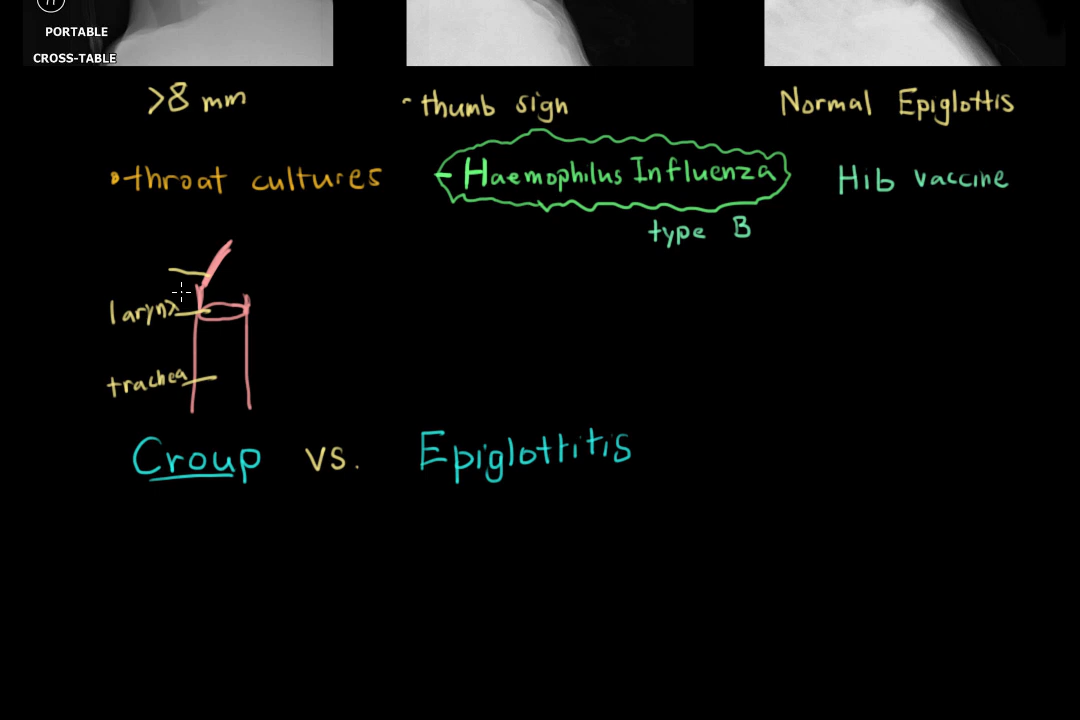 PORTABLE
CROSS-TABLE
>8 mm
- thumb sign
Normal Epiglottis
•throat cultures
- Haemophilus Influenza
Hib vaccine
type B
larynx
trachea
Croup vs. Epiglottitis